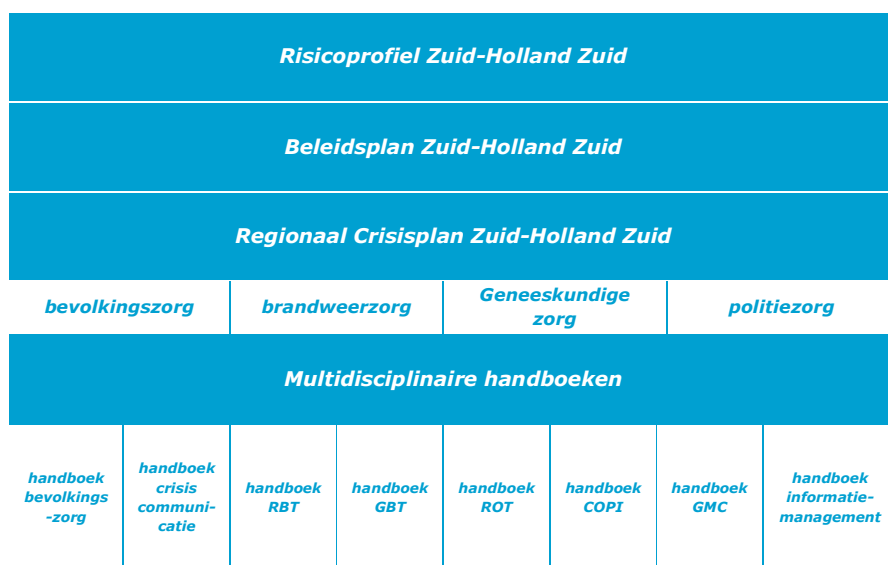 Risicoprofiel Zuid-Holland Zuid
Beleidsplan Zuid-Holland Zuid
Regionaal Crisisplan Zuid-Holland Zuid
bevolkingszorg
brandweerzorg
Geneeskundige
zorg
politiezorg
Multidisciplinaire handboeken
handboek
bevolkings
-zorg
handboek
crisis
communi-
catie
handboek
RBT
handboek
GBT
handboek
ROT
handboek
COPI
handboek
GMC
handboek
informatie-
management